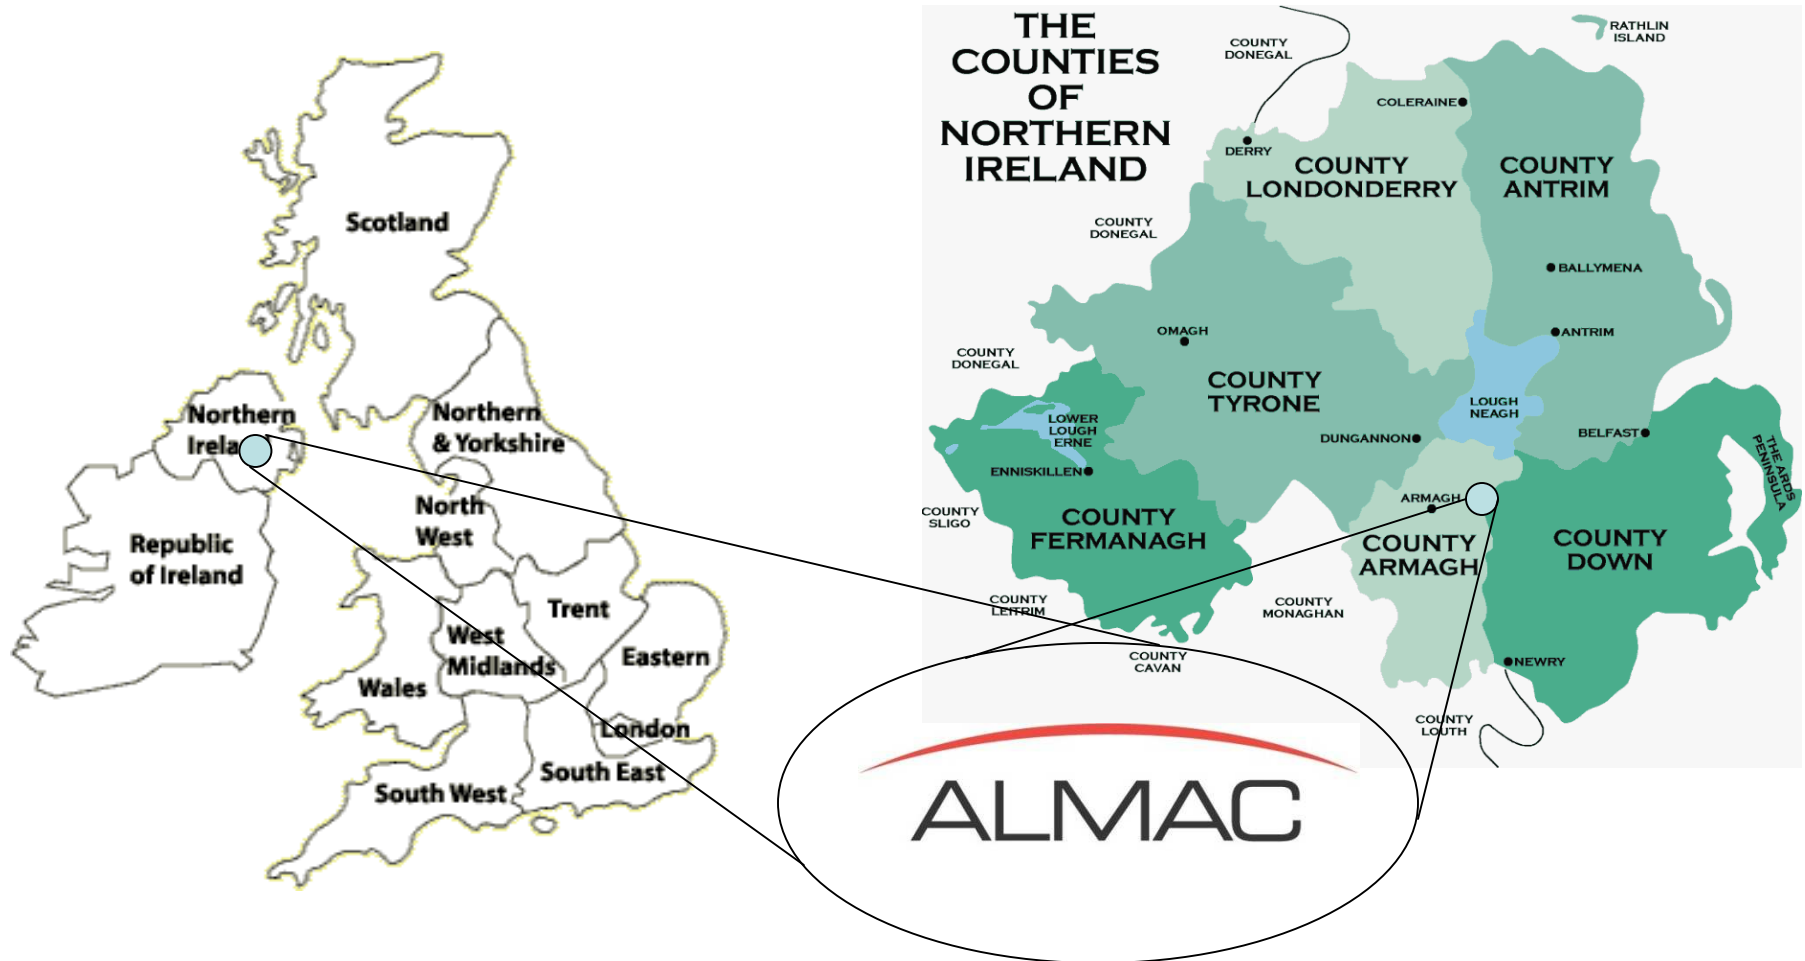 Scotland
Northern
Irela
Northern
& Yorkshire
North
West
Republic
of Ireland
Trent
West
Midlands
Eastern
Wales
London
South East
South West
THE
COUNTIES
OF
NORTHERN
IRELAND
COUNTY
DONEGAL
RATHLIN
ISLAND
COLERAINE
DERRY
COUNTY
LONDONDERRY
COUNTY
ANTRIM
COUNTY
DONEGAL
BALLYMENA
OMAGH
ANTRIM
COUNTY
DONEGAL
COUNTY
TYRONE
LOUGH
NEAGH
LOWER
LOUGH
ERNE
DUNGANNON
BELFAST
THE ARDS
PENINSULA
ENNISKILLEN
ARMAGH
COUNTY
SLIGO
COUNTY
FERMANAGH
COUNTY
ARMAGH
COUNTY
DOWN
COUNTY
LEITRIM
COUNTY
MONAGHAN
COUNTY
CAVAN
NEWRY
COUNTY
LOUTH
ALMAC